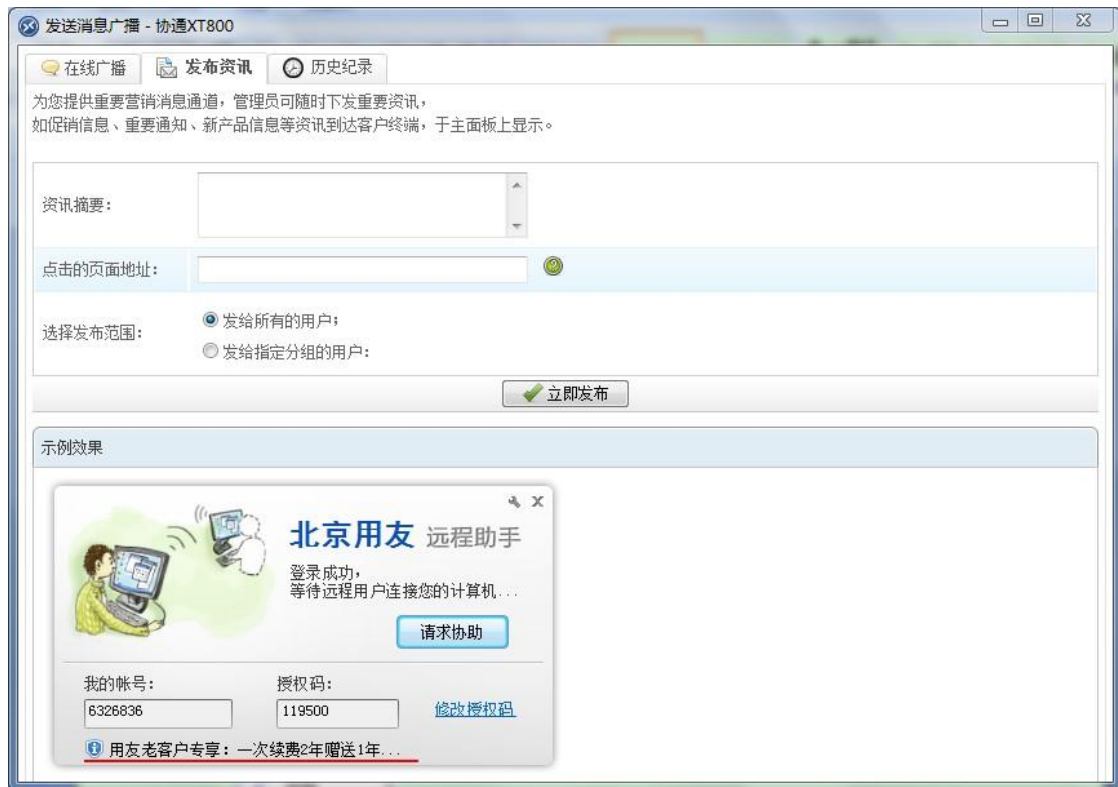 发送消息广播 - 协通XT800
在线广播 发布资讯 历史纪录
为您提供重要营销消息通道，管理员可随时下发重要资讯，
如促销信息、重要通知、新产品信息等资讯到达客户终端，于主面板上显示。
资讯摘要：
点击的页面地址：
选择发布范围：
发给所有的用户；
发给指定分组的用户：
立即发布
示例效果
北京用友 远程助手
登录成功，
等待远程用户连接您的计算机...
请求协助
我的帐号： 授权码：
6326836 119500 修改授权码
用友老客户专享：一次续费2年赠送1年...